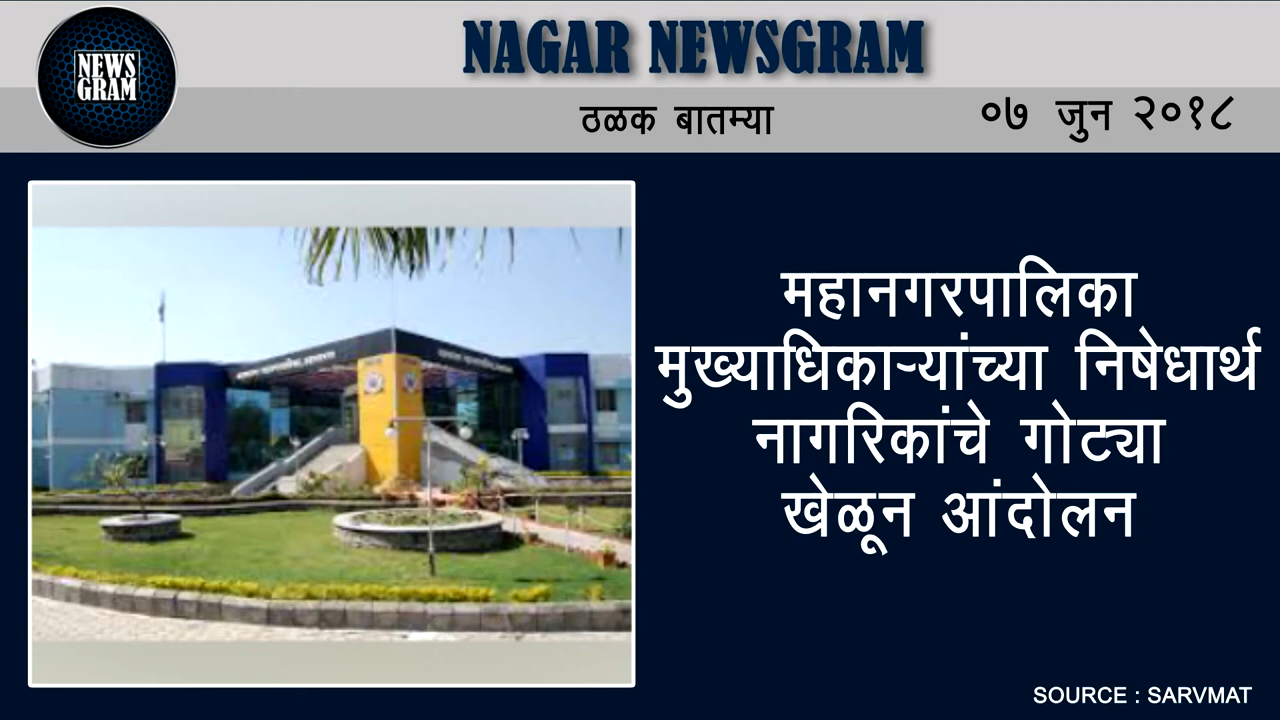 NEWS
GRAM
NAGAR NEWSGRAM
ठळक बातम्या
०७ जुन २०१८
महानगरपालिका
मुख्याधिकाऱ्यांच्या निषेधार्थ
नागरिकांचे गोट्या
खेळून आंदोलन
SOURCE : SARVMAT